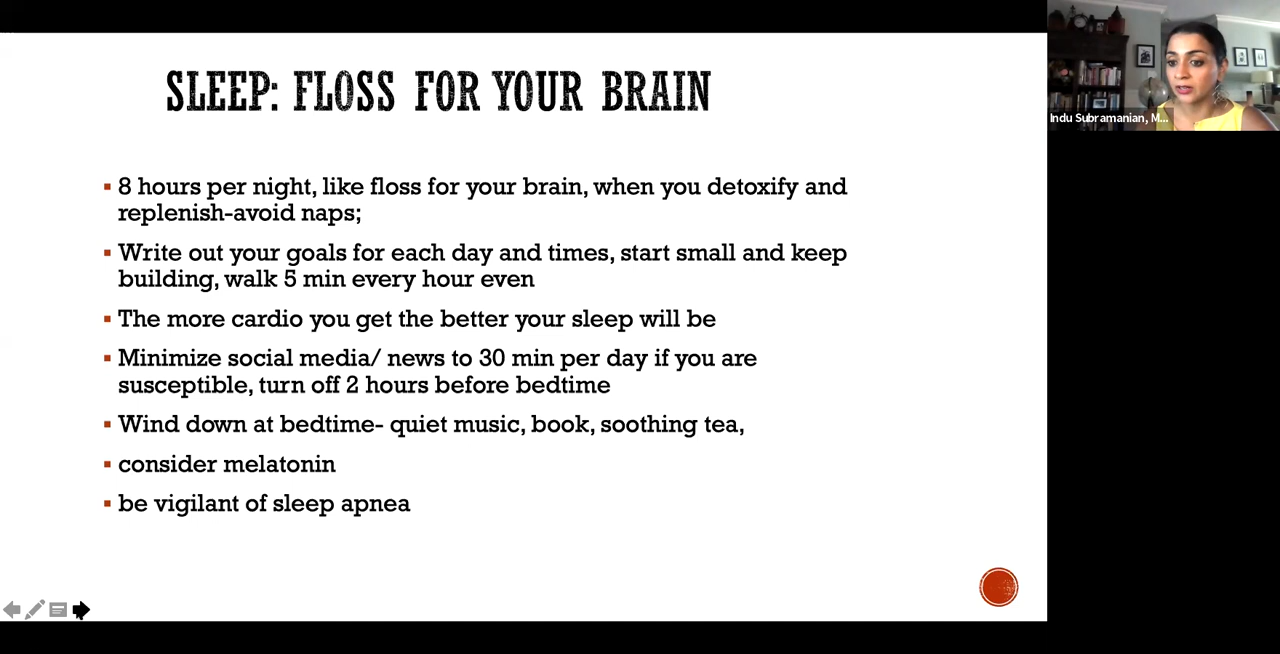 SLEEP: FLOSS FOR YOUR BRAIN
▪ 8 hours per night, like floss for your brain, when you detoxify and
replenish-avoid naps;
▪ Write out your goals for each day and times, start small and keep
building, walk 5 min every hour even
▪ The more cardio you get the better your sleep will be
▪ Minimize social media/ news to 30 min per day if you are
susceptible, turn off 2 hours before bedtime
▪ Wind down at bedtime- quiet music, book, soothing tea,
▪ consider melatonin
▪ be vigilant of sleep apnea
Indu Subramanian, M...